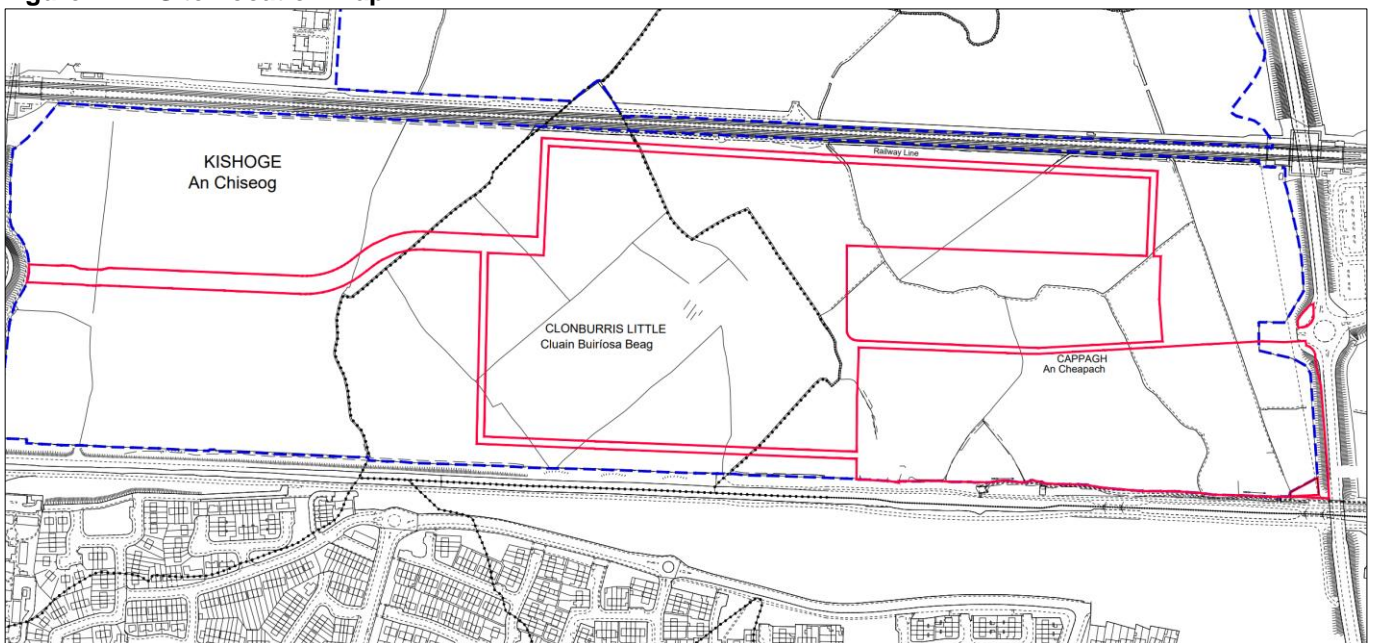 Railway Line
KISHOGE
An Chiseog
CLONBURRIS LITTLE
Cluain Buiríosa Beag
CAPPAGH
An Cheapach